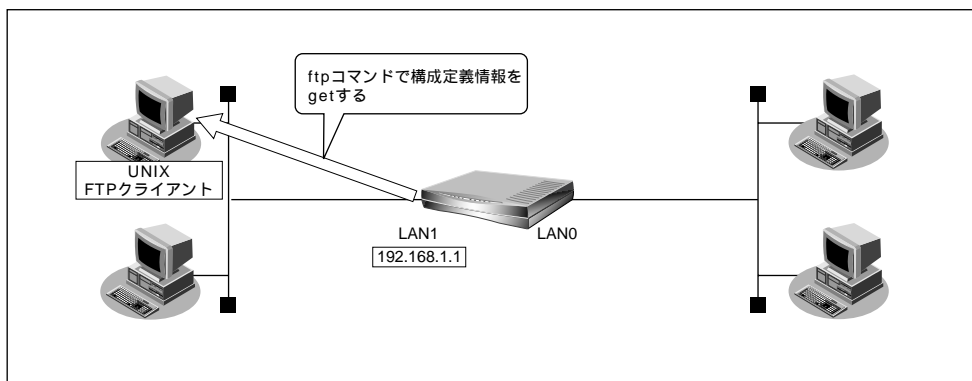 ftpコマンドで構成定義情報を
getする
UNIX
FTPクライアント
LAN1
LAN0
192.168.1.1